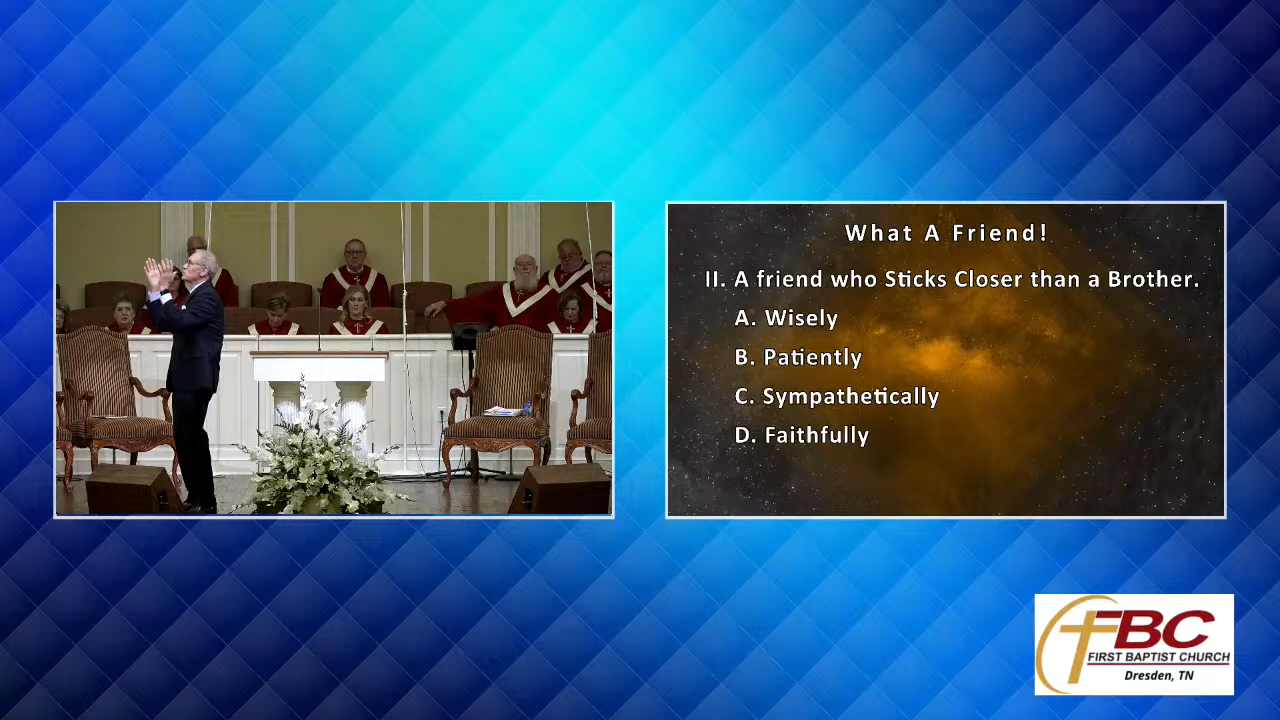 What A Friend!
II. A friend who Sticks Closer than a Brother.
A. Wisely
B. Patiently
C. Sympathetically
D. Faithfully
FBC
FIRST BAPTIST CHURCH
Dresden, TN